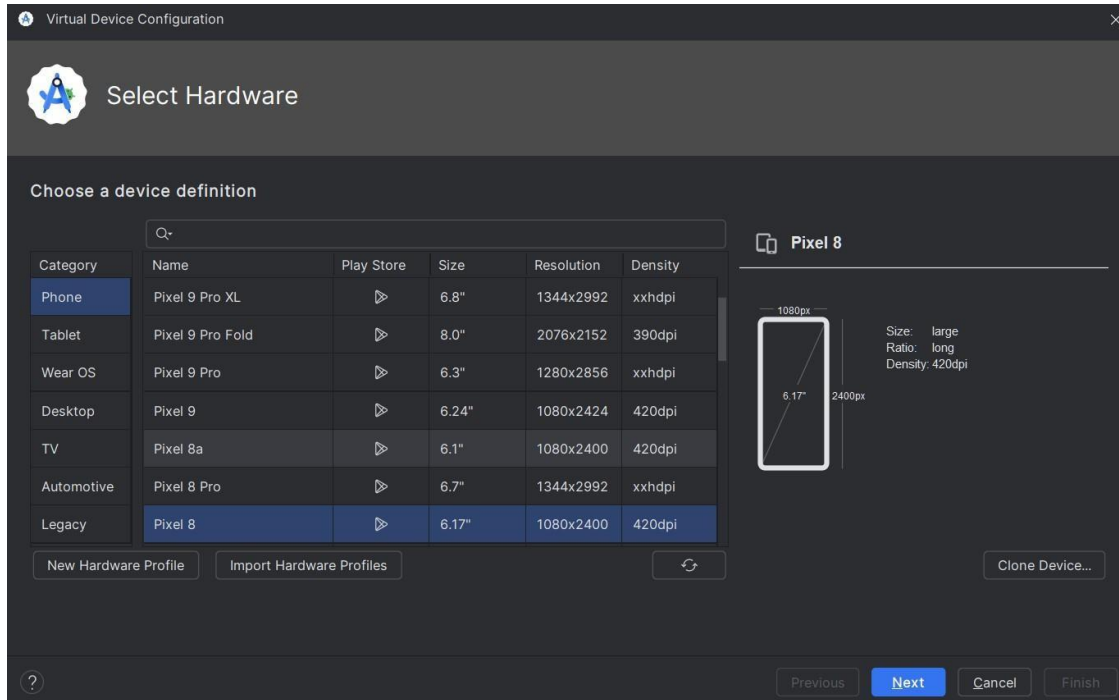 Virtual Device Configuration
Select Hardware
Choose a device definition
Category
Phone
Tablet
Wear OS
Desktop
TV
Automotive
Legacy
Name Play Store Size Resolution Density
Pixel 9 Pro XL 6.8" 1344x2992 xxhdpi
Pixel 9 Pro Fold 8.0" 2076x2152 390dpi
Pixel 9 Pro 6.3" 1280x2856 xxhdpi
Pixel 9 6.24" 1080x2424 420dpi
Pixel 8a 6.1" 1080x2400 420dpi
Pixel 8 Pro 6.7" 1344x2992 xxhdpi
Pixel 8 6.17" 1080x2400 420dpi
New Hardware Profile Import Hardware Profiles
Pixel 8
1080px
6.17"
2400px
Size: large
Ratio: long
Density: 420dpi
Clone Device...
? Previous Next Cancel Finish